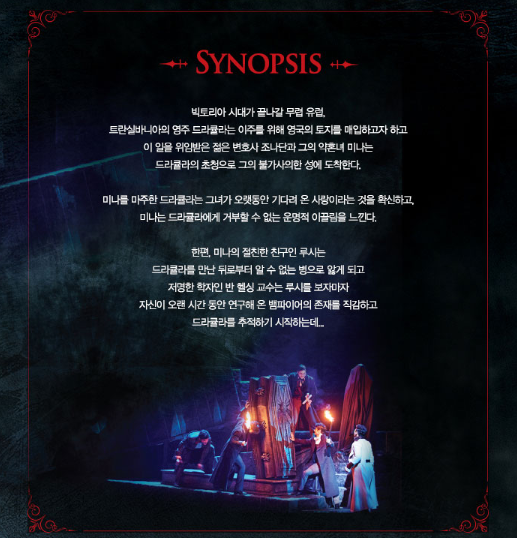 SYNOPSIS
빅토리아 시대가 끝나갈 무렵 유럽,
트란실바니아의 영주 드라큘라는 이주를 위해 영국의 토지를 매입하고자 하고
이 일을 위임받은 젊은 변호사 조나단과 그의 약혼녀 미나는
드라큘라의 초청으로 그의 불가사의한 성에 도착한다.
미나를 마주한 드라큘라는 그녀가 오랫동안 기다려 온 사랑이라는 것을 확신하고,
미나는 드라큘라에게 거부할 수 없는 운명적 이끌림을 느낀다.
한편, 미나의 절친한 친구인 루시는
드라큘라를 만난 뒤로부터 알 수 없는 병으로 앓게 되고
저명한 학자인 반 헬싱 교수는 루시를 보자마자
자신이 오랜 시간 동안 연구해 온 뱀파이어의 존재를 직감하고
드라큘라를 추적하기 시작하는데...